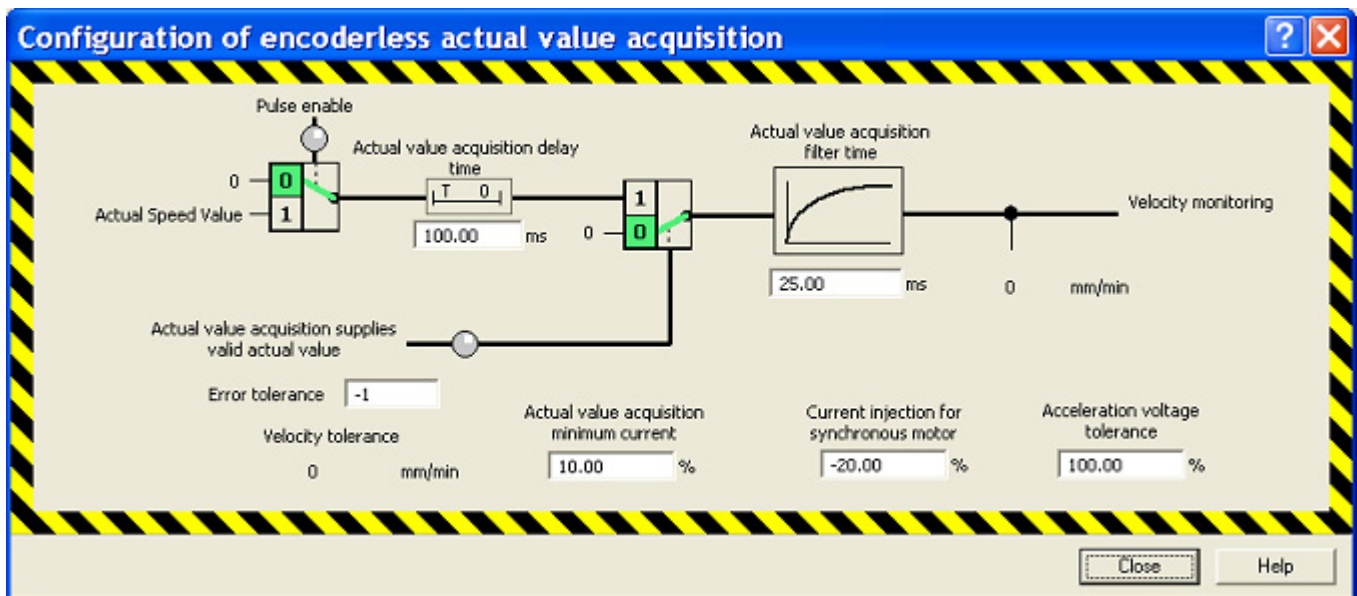 Configuration of encoderless actual value acquisition
Pulse enable
Actual value acquisition delay
time
Actual value acquisition
filter time
0
0
T 0
1
Velocity monitoring
Actual Speed Value
1
100.00 ms
0
0
25.00 ms
0 mm/min
Actual value acquisition supplies
valid actual value
Error tolerance -1
Velocity tolerance
0 mm/min
Actual value acquisition
minimum current
10.00 %
Current injection for
synchronous motor
-20.00 %
Acceleration voltage
tolerance
100.00 %
Close
Help